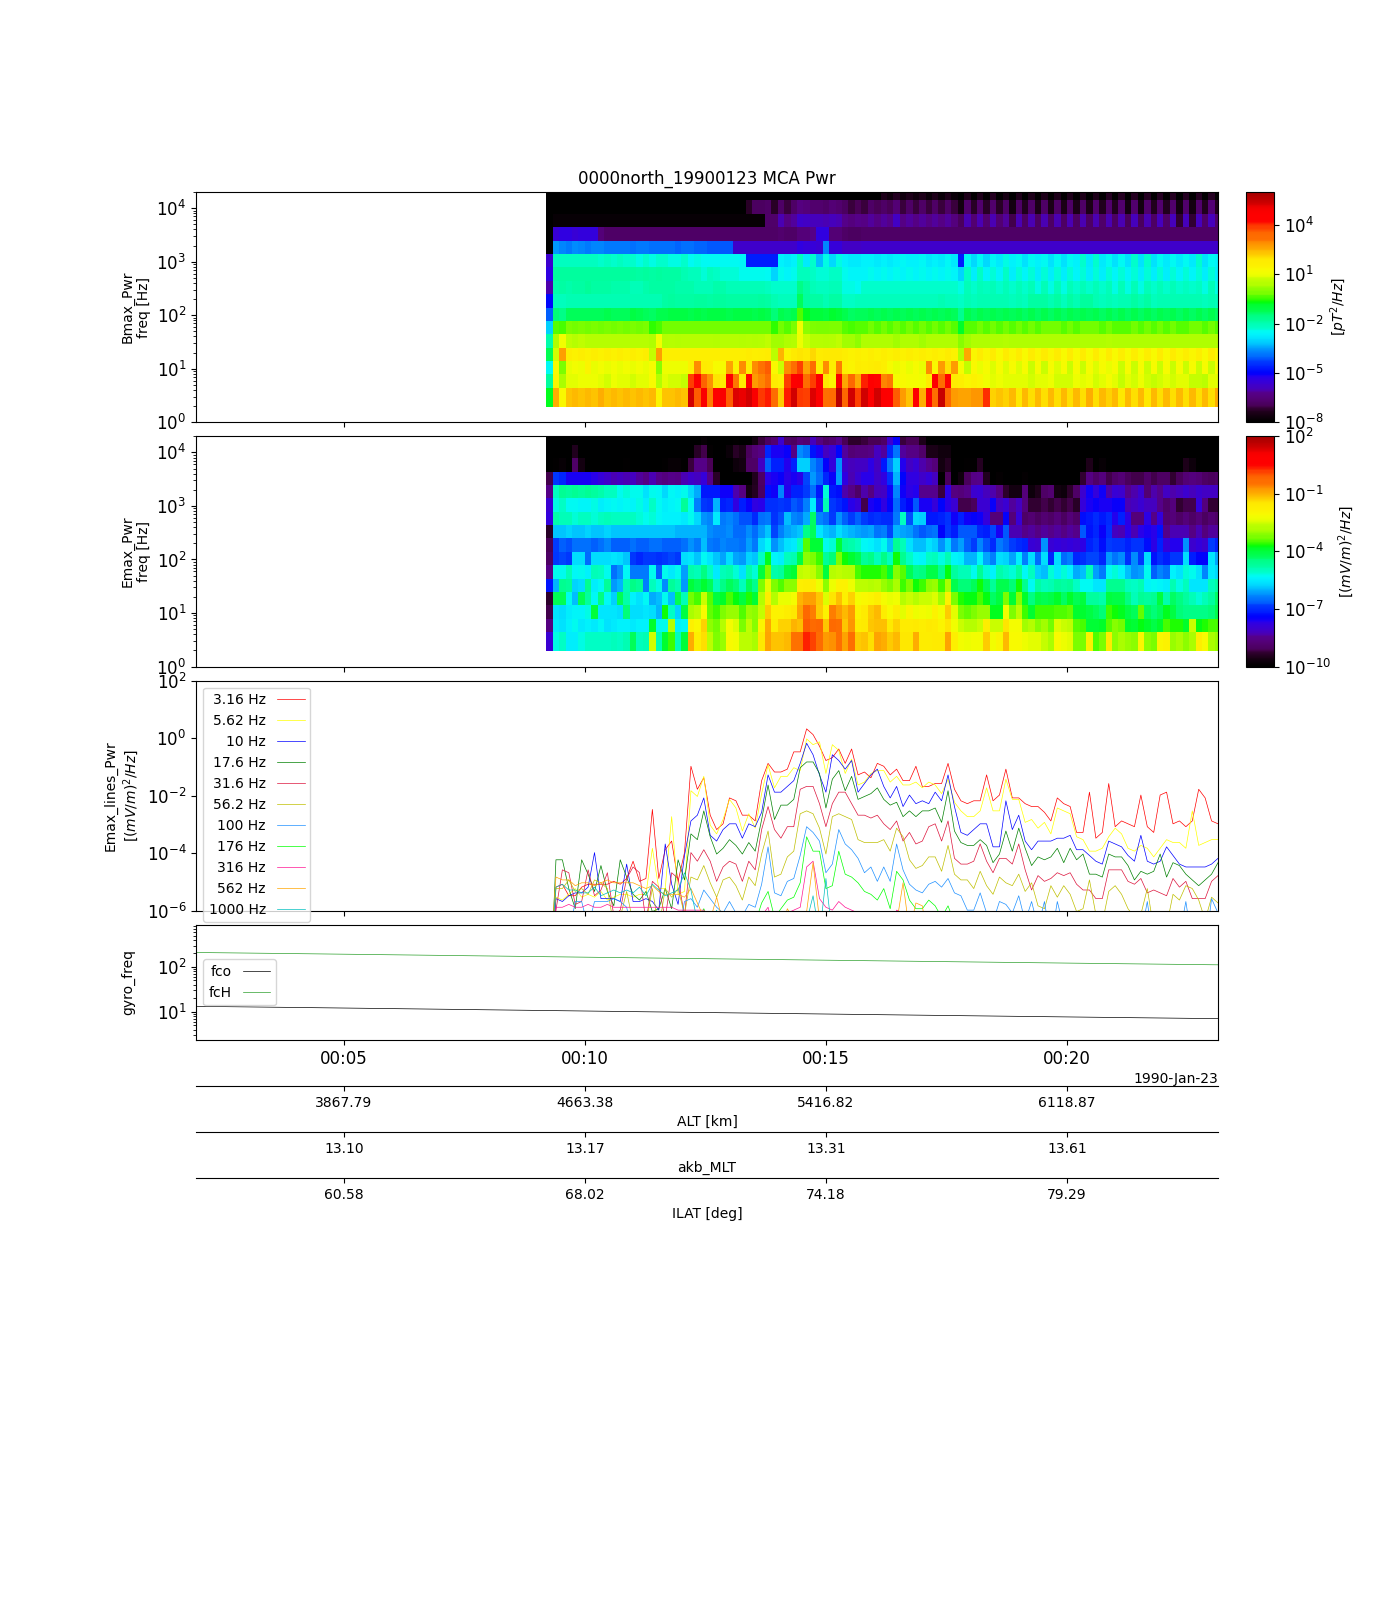 0000north_19900123 MCA Pwr
10^4
10^3
10^2
10^1
10^0
Bmax_Pwr
freq [Hz]
10^4
10^1
10^-2
10^-5
10^-8
[pT^2/Hz]
10^4
10^3
10^2
10^1
10^0
Emax_Pwr
freq [Hz]
10^2
10^-1
10^-4
10^-7
10^-10
[(mV/m)^2/Hz]
10^2
10^0
10^-2
10^-4
10^-6
Emax_lines_Pwr
[(mV/m)^2/Hz]
3.16 Hz
5.62 Hz
10 Hz
17.6 Hz
31.6 Hz
56.2 Hz
100 Hz
176 Hz
316 Hz
562 Hz
1000 Hz
10^2
10^1
gyro_freq
fco
fcH
00:05 00:10 00:15 00:20
1990-Jan-23
3867.79 4663.38 5416.82 6118.87
ALT [km]
13.10 13.17 13.31 13.61
akb_MLT
60.58 68.02 74.18 79.29
ILAT [deg]